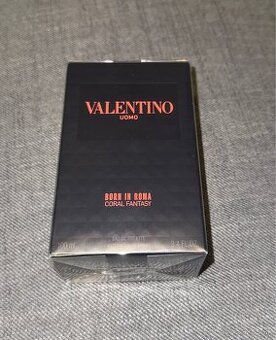 VALENTINO
UOMO
BORN IN ROMA
CORAL FANTASY